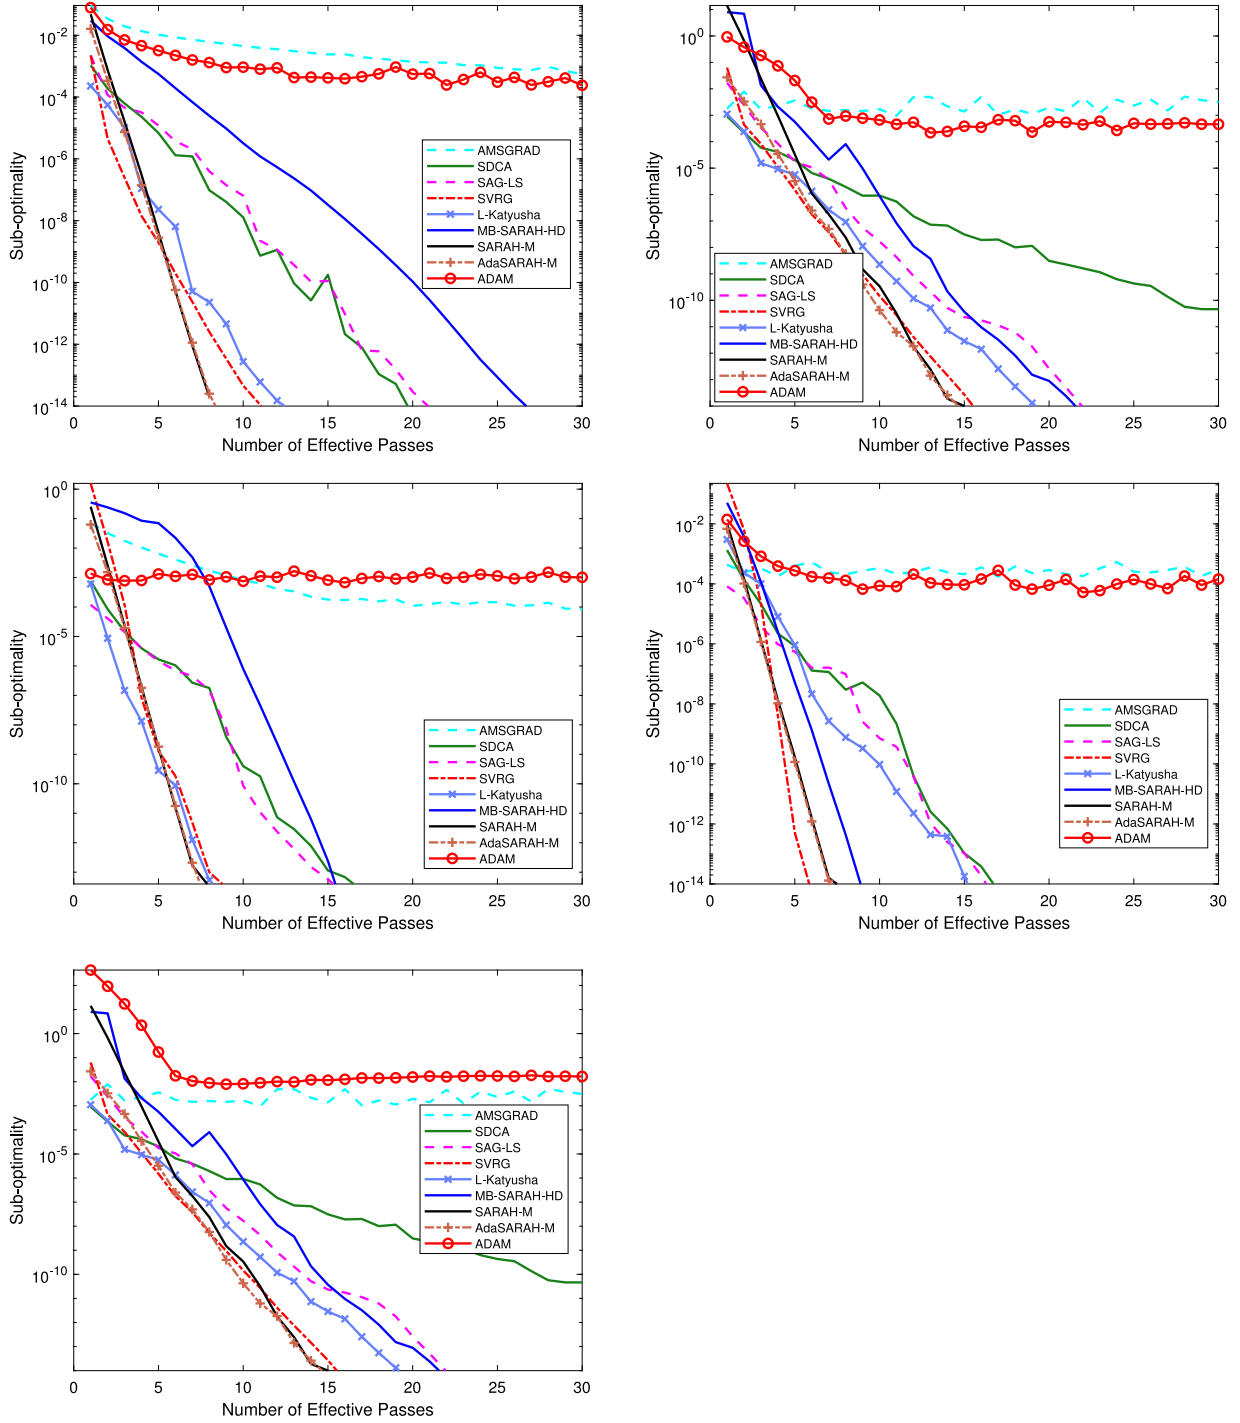 10^-2
10^-4
10^-6
10^-8
10^-10
10^-12
10^-14
Sub-optimality
0 5 10 15 20 25 30
Number of Effective Passes
AMSGRAD
SDCA
SAG-LS
SVRG
L-Katyusha
MB-SARAH-HD
SARAH-M
AdaSARAH-M
ADAM
10^0
10^-5
10^-10
Sub-optimality
0 5 10 15 20 25 30
Number of Effective Passes
AMSGRAD
SDCA
SAG-LS
SVRG
L-Katyusha
MB-SARAH-HD
SARAH-M
AdaSARAH-M
ADAM
10^0
10^-5
10^-10
Sub-optimality
0 5 10 15 20 25 30
Number of Effective Passes
AMSGRAD
SDCA
SAG-LS
SVRG
L-Katyusha
MB-SARAH-HD
SARAH-M
AdaSARAH-M
ADAM
10^-2
10^-4
10^-6
10^-8
10^-10
10^-12
10^-14
Sub-optimality
0 5 10 15 20 25 30
Number of Effective Passes
AMSGRAD
SDCA
SAG-LS
SVRG
L-Katyusha
MB-SARAH-HD
SARAH-M
AdaSARAH-M
ADAM
10^0
10^-5
10^-10
Sub-optimality
0 5 10 15 20 25 30
Number of Effective Passes
AMSGRAD
SDCA
SAG-LS
SVRG
L-Katyusha
MB-SARAH-HD
SARAH-M
AdaSARAH-M
ADAM